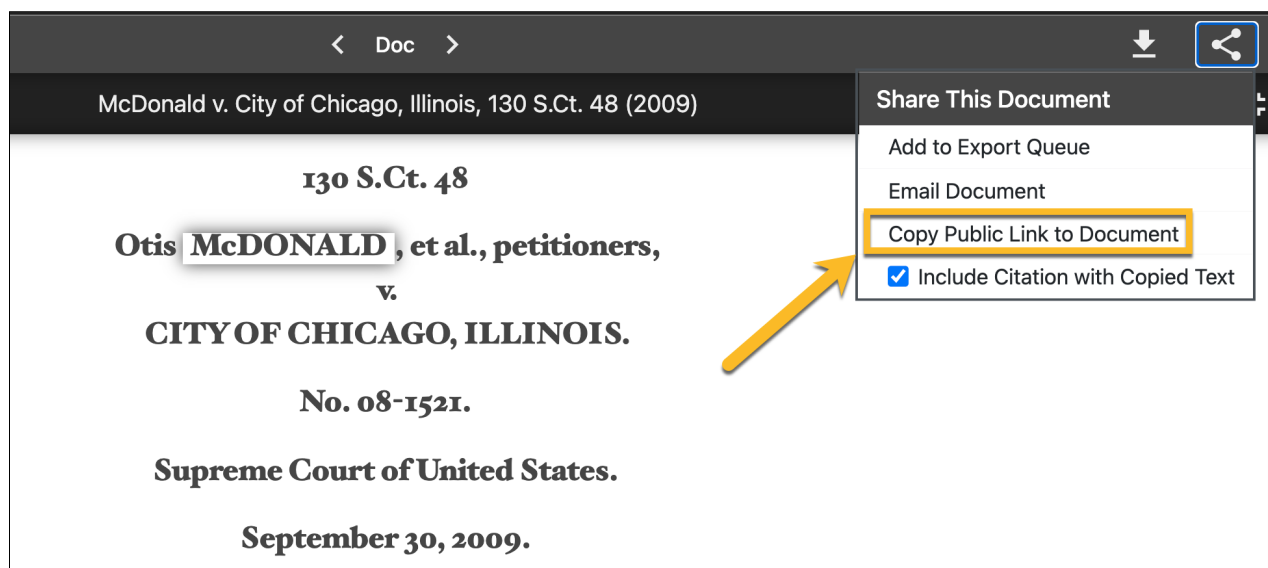 Doc
McDonald v. City of Chicago, Illinois, 130 S.Ct. 48 (2009)
Share This Document
Add to Export Queue
Email Document
Copy Public Link to Document
Include Citation with Copied Text
130 S.Ct. 48
Otis McDONALD , et al., petitioners,
v.
CITY OF CHICAGO, ILLINOIS.
No. 08-1521.
Supreme Court of United States.
September 30, 2009.